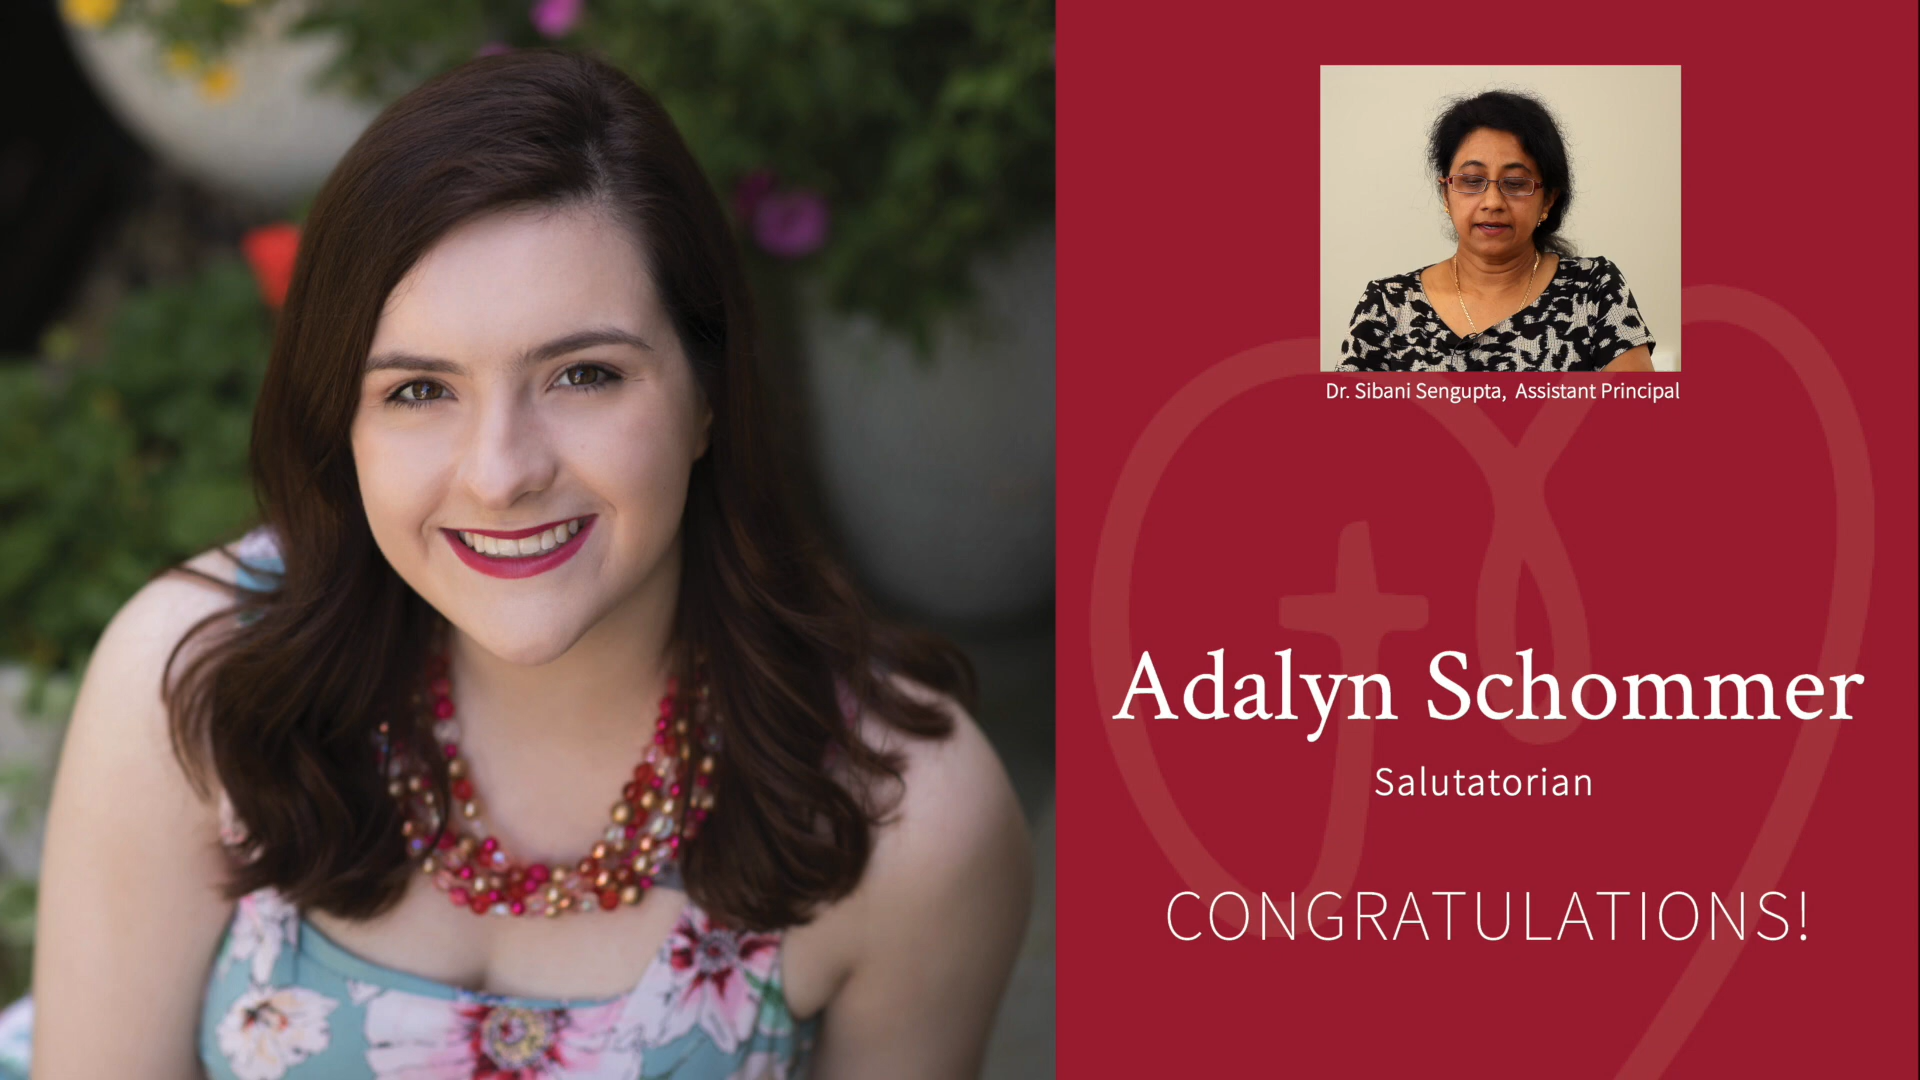 Dr. Sibani Sengupta, Assistant Principal
Adalyn Schommer
Salutatorian
CONGRATULATIONS!